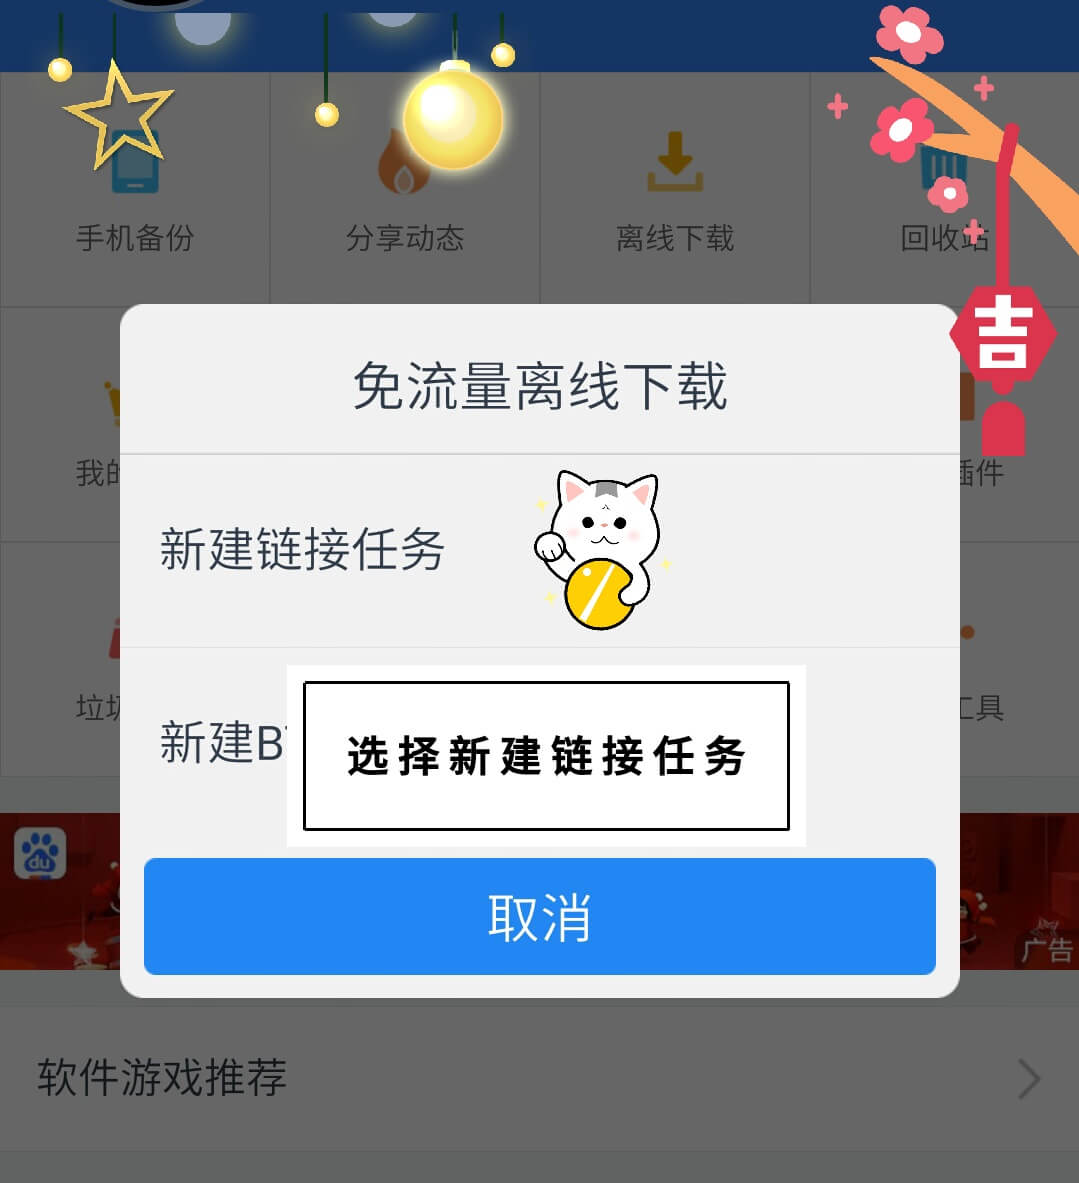 手机备份
分享动态
离线下载
回收站
吉
免流量离线下载
我的
插件
新建链接任务
新建B
选择新建链接任务
垃圾
工具
取消
du
广告
软件游戏推荐